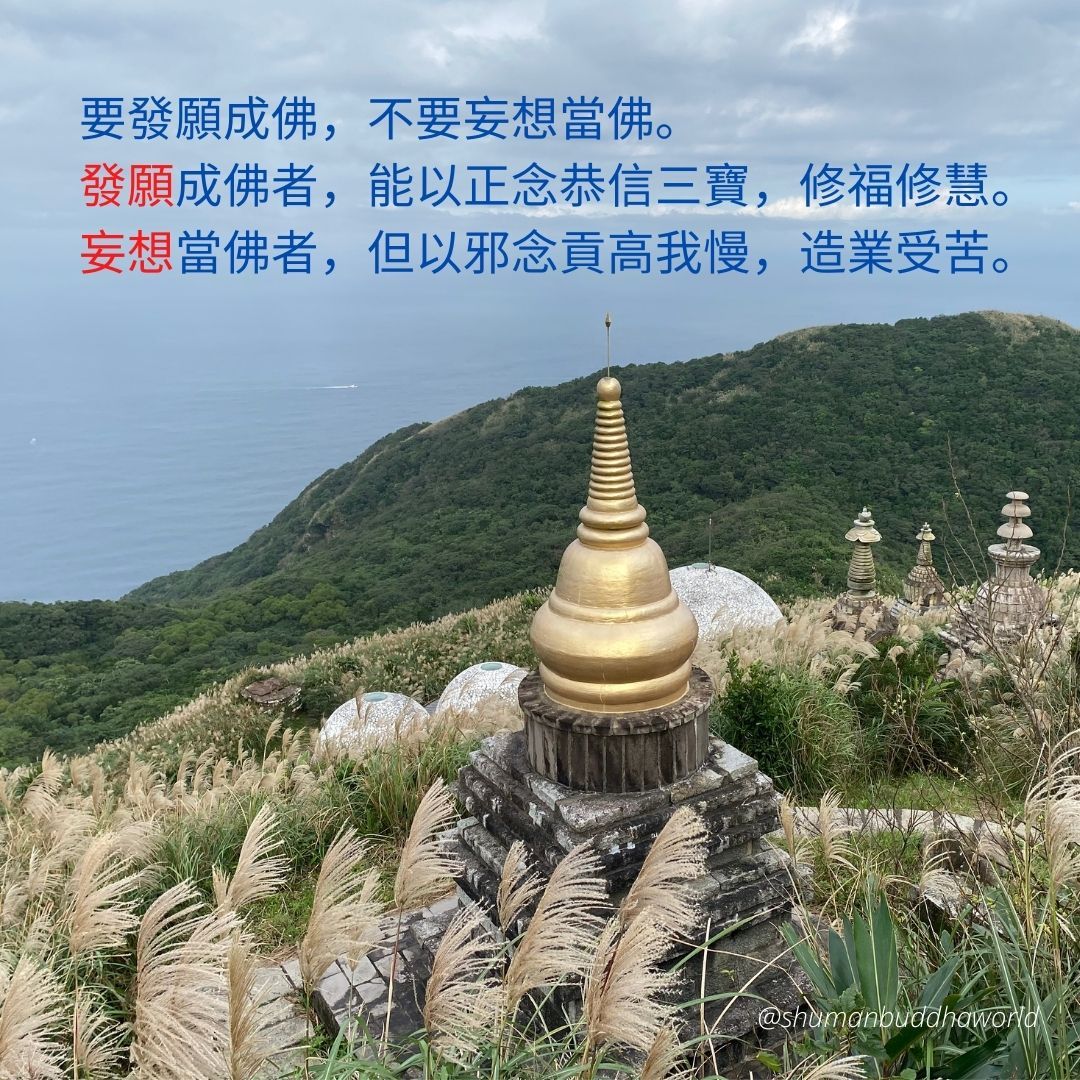 要發願成佛，不要妄想當佛。
發願成佛者，能以正念恭信三寶，修福修慧。
妄想當佛者，但以邪念貢高我慢，造業受苦。
@shumanbuddhaworld